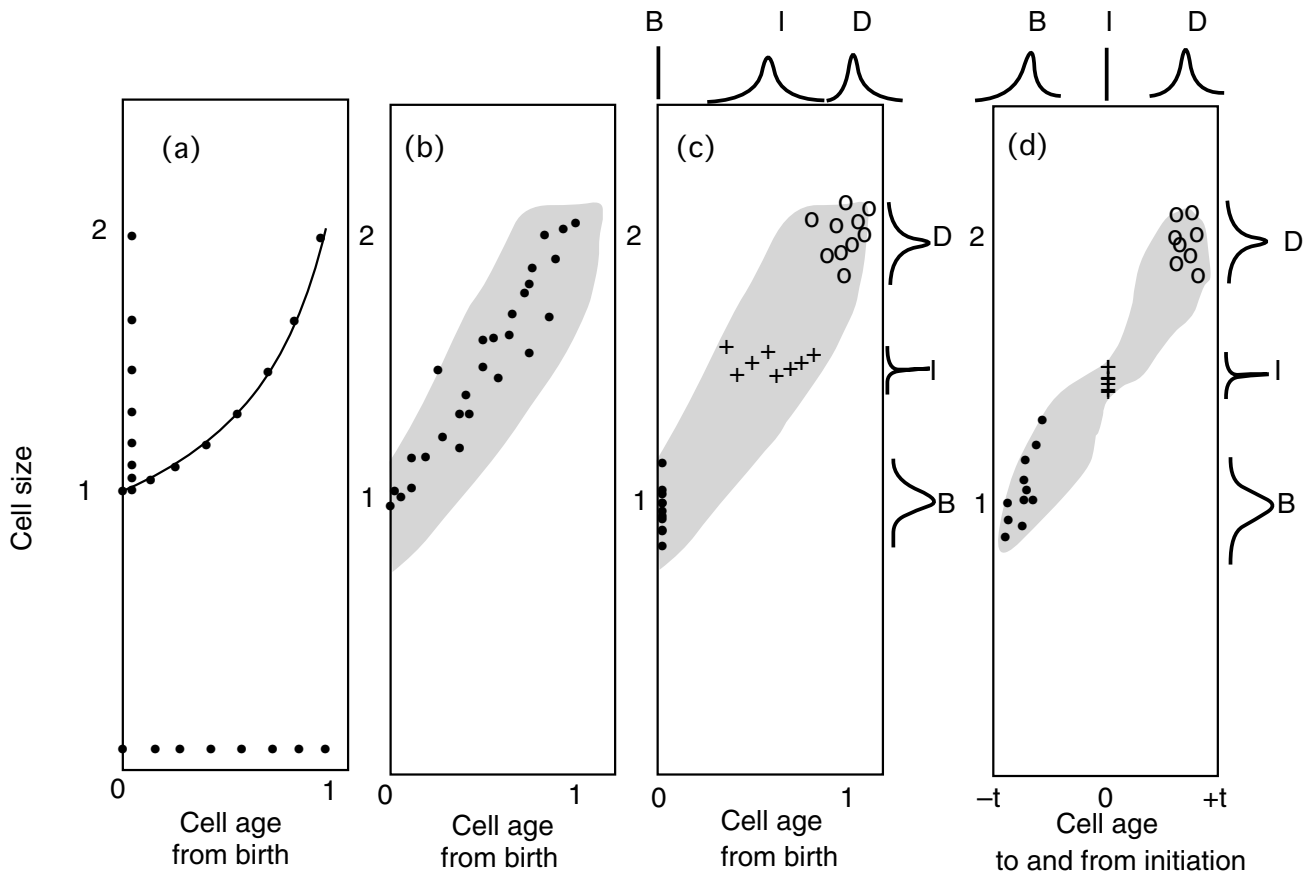 B I D B I D
(a) (b) (c) (d)
2 2 2 D 2 D
I I
1 1 1 B 1 B
Cell size
0 1 0 1 0 1 –t 0 +t
Cell age
from birth
Cell age
from birth
Cell age
from birth
Cell age
to and from initiation